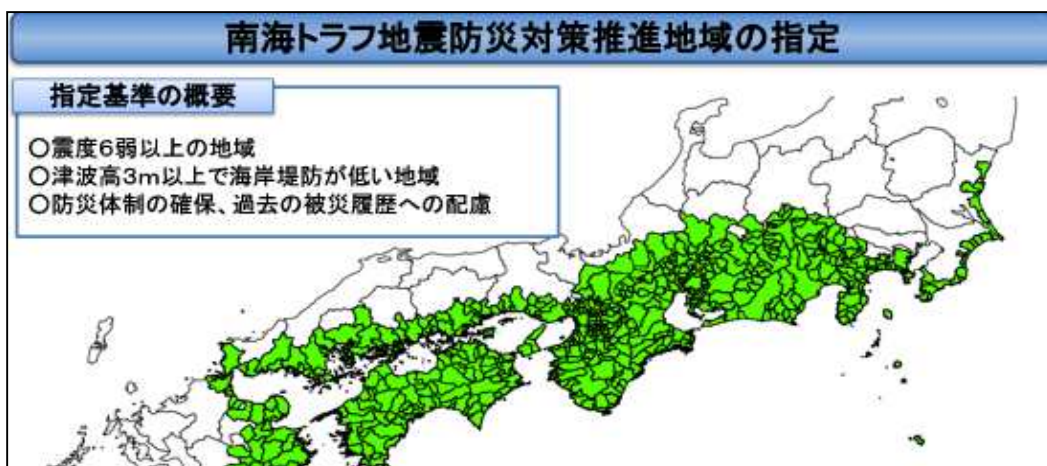 南海トラフ地震防災対策推進地域の指定
指定基準の概要
○震度6弱以上の地域
○津波高3m以上で海岸堤防が低い地域
○防災体制の確保、過去の被災履歴への配慮